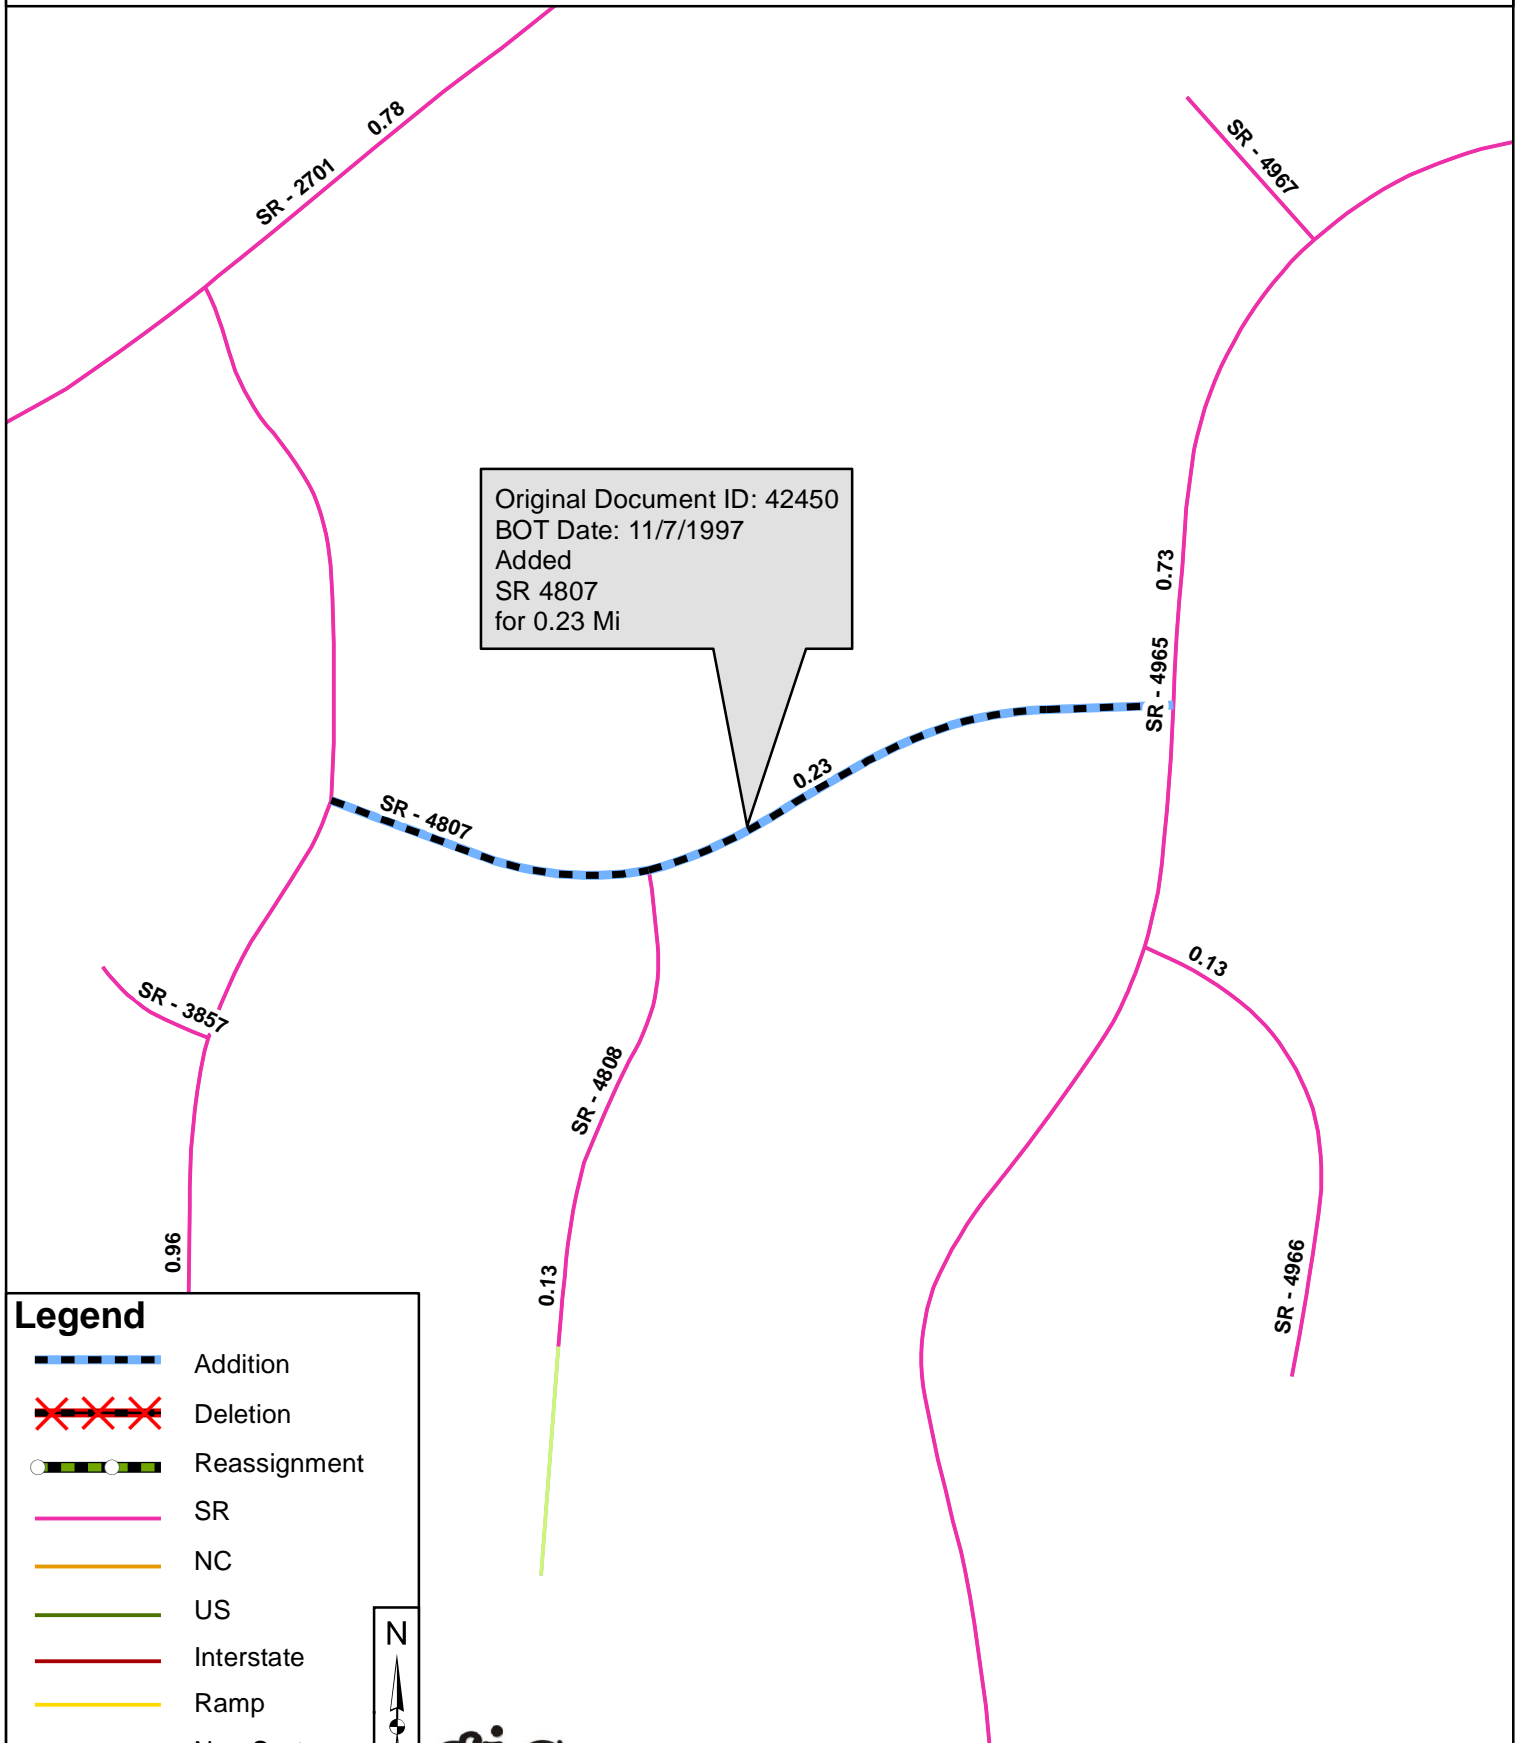 0.78
SR - 2701
SR - 4967
Original Document ID: 42450
BOT Date: 11/7/1997
Added
SR 4807
for 0.23 Mi
0.73
SR - 4965
0.23
SR - 4807
0.13
SR - 3857
SR - 4808
0.96
0.13
SR - 4966
Legend
Addition
Deletion
Reassignment
SR
NC
US
Interstate
Ramp
N